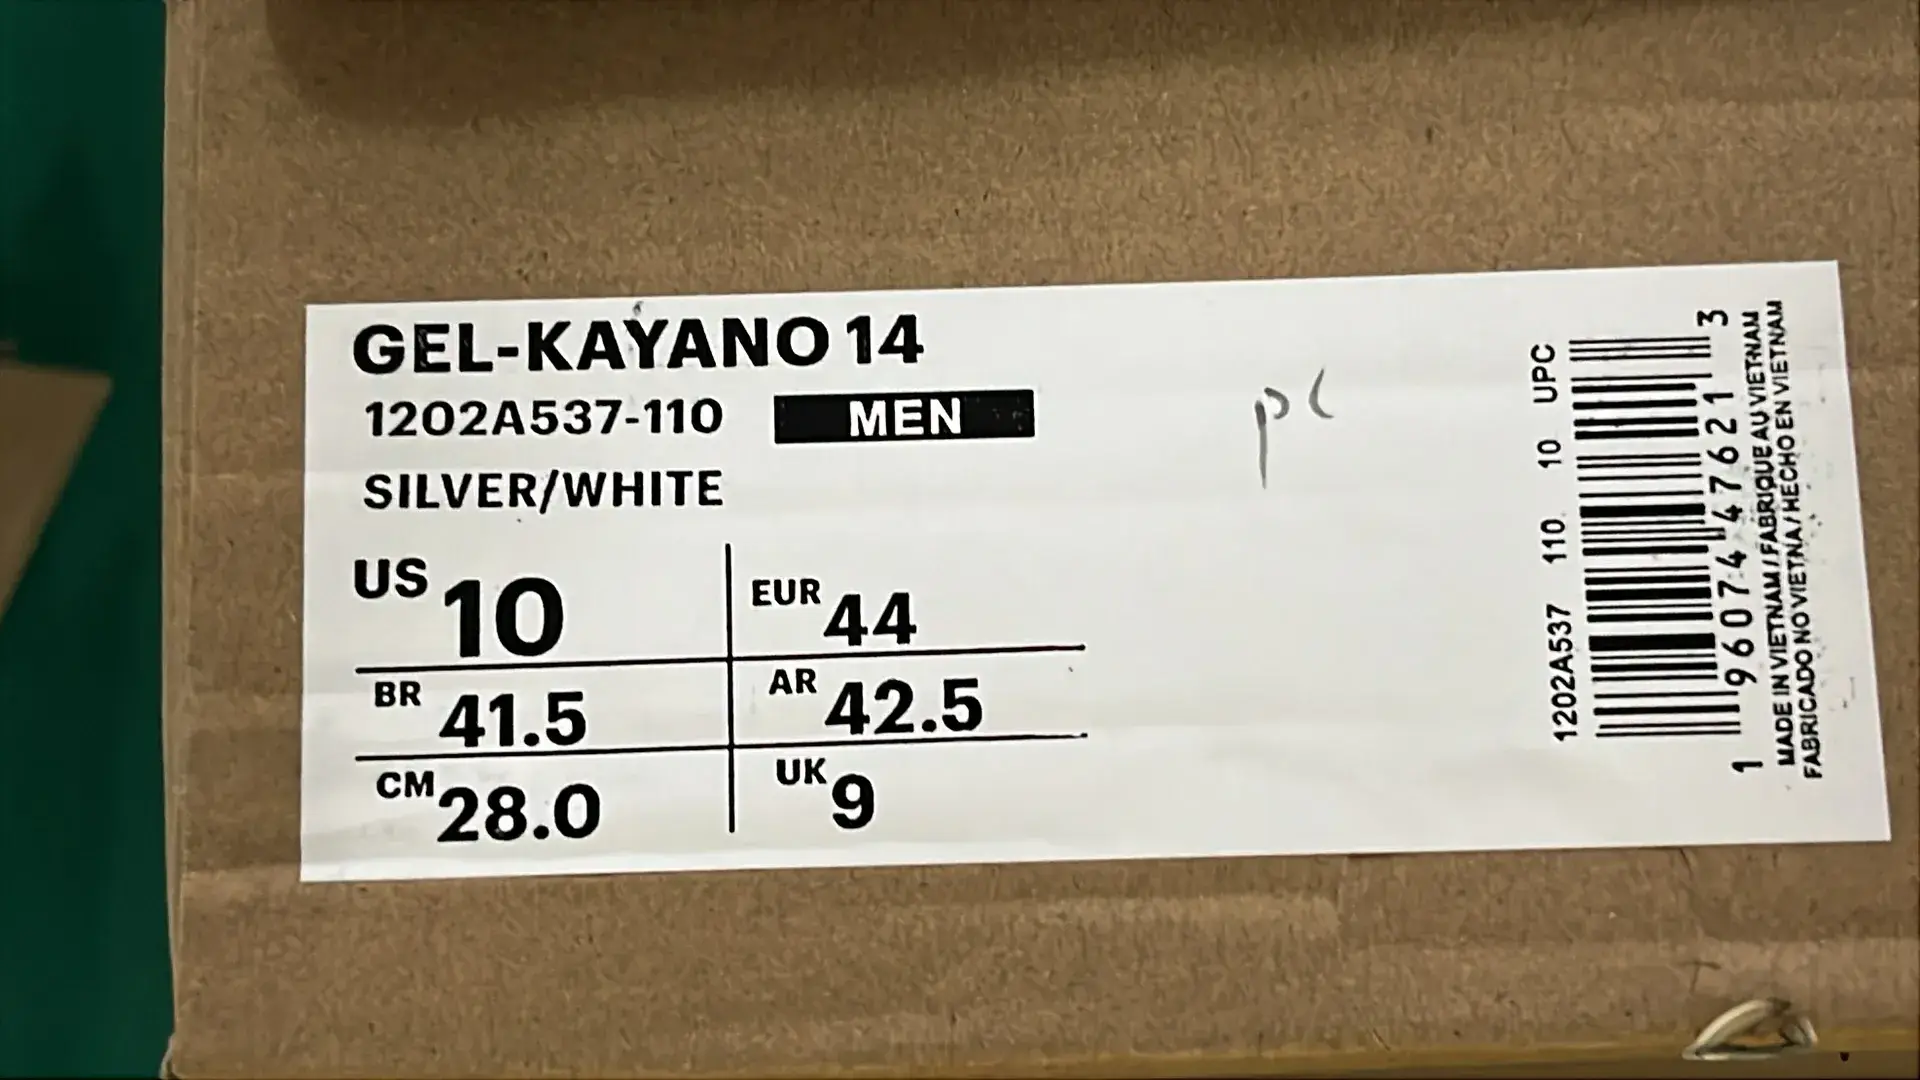 GEL-KAYANO 14
1202A537-110 MEN
SILVER/WHITE
US 10 EUR 44
BR 41.5 AR 42.5
CM 28.0 UK 9
pc
1202A537 110 10 UPC
1 96074 47621 3
MADE IN VIETNAM / FABRIQUE AU VIETNAM
FABRICADO NO VIETNA / HECHO EN VIETNAM